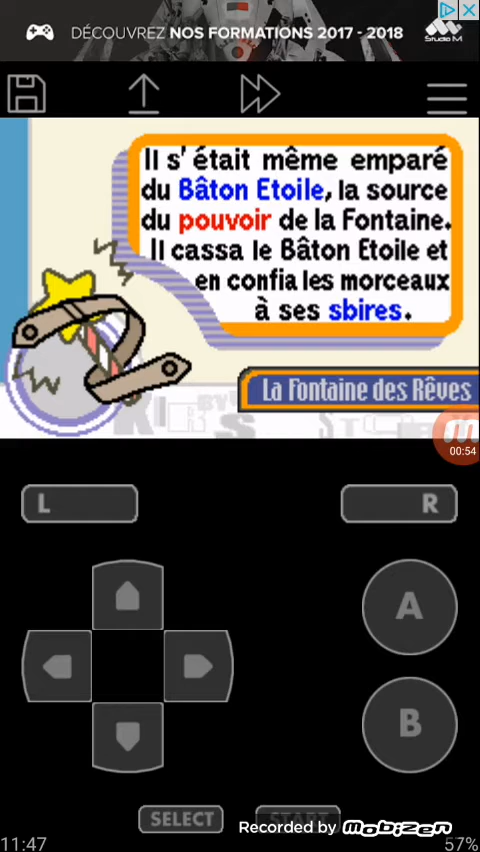 DÉCOUVREZ NOS FORMATIONS 2017 - 2018
Studio M
Il s'était même emparé
du Bâton Etoile, la source
du pouvoir de la Fontaine.
Il cassa le Bâton Etoile et
en confia les morceaux
à ses sbires.
La Fontaine des Rêves
00:54
L
R
A
B
SELECT
START
Recorded by Mobizen
11:47
57%